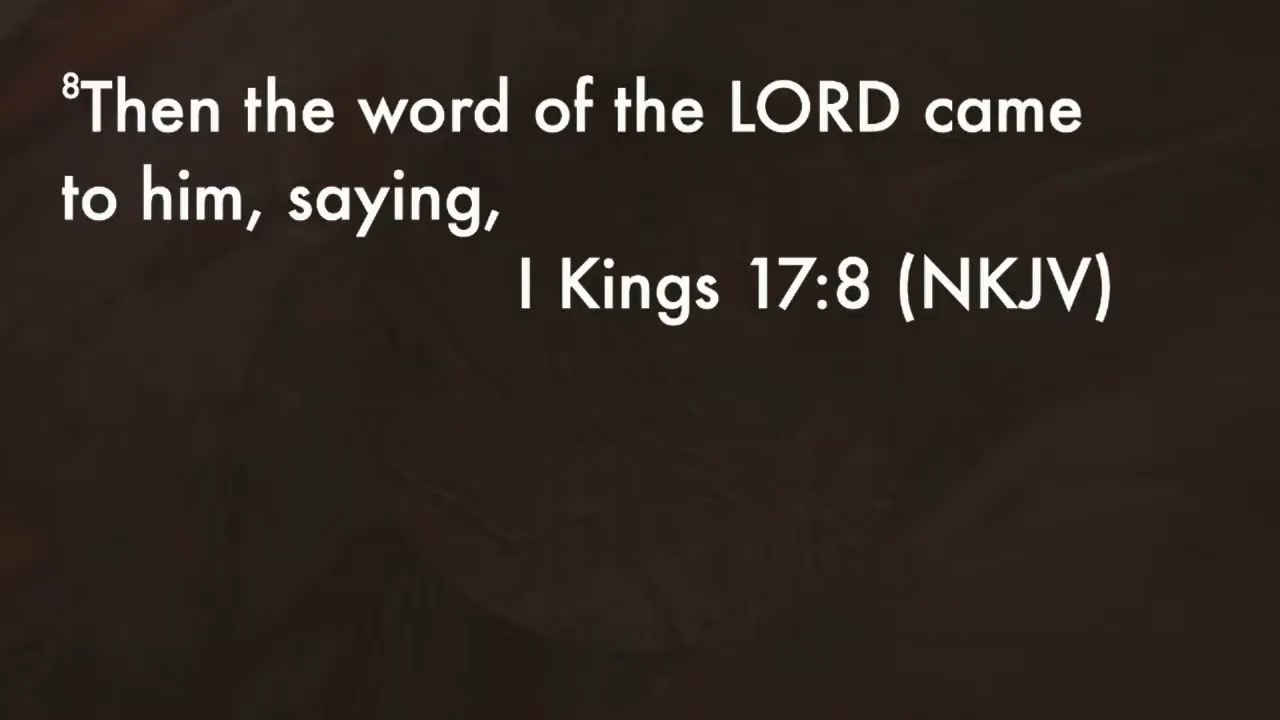 ⁸Then the word of the LORD came
to him, saying,
I Kings 17:8 (NKJV)